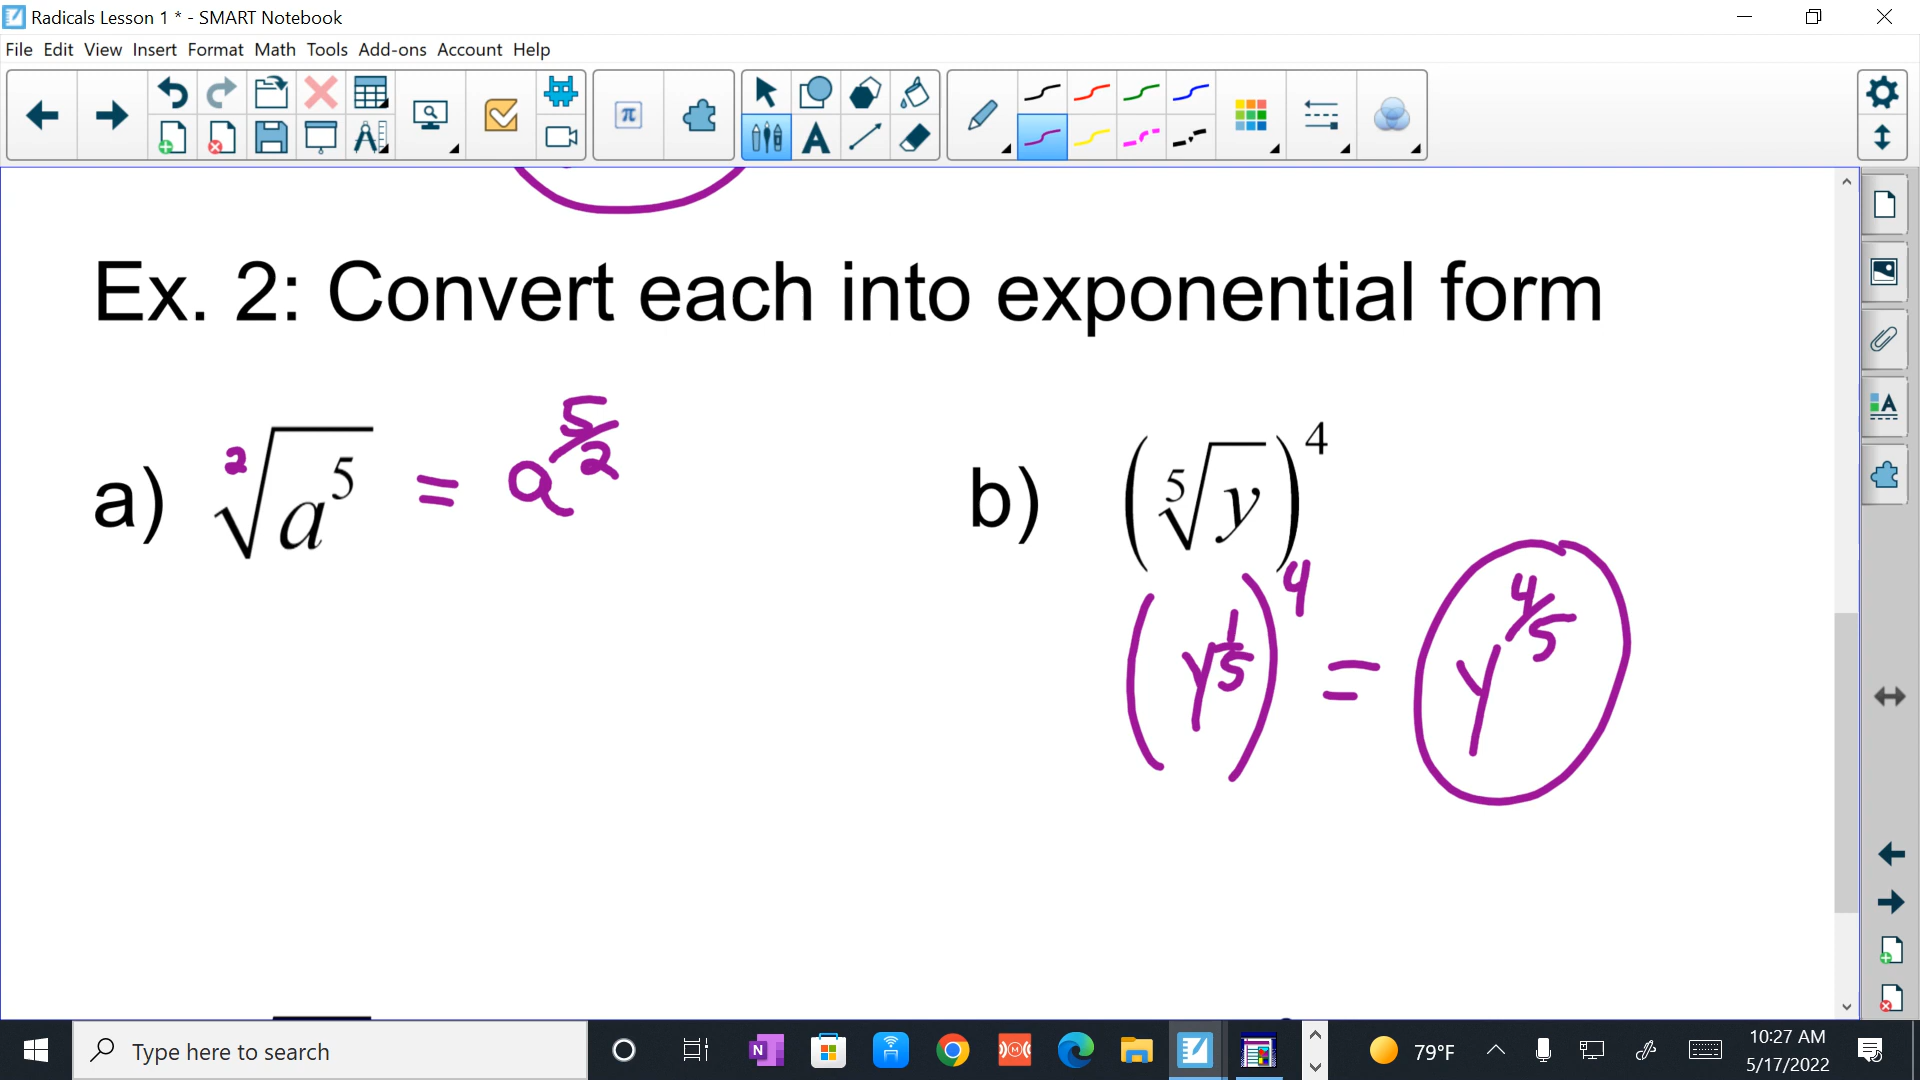 Radicals Lesson 1 * - SMART Notebook
File Edit View Insert Format Math Tools Add-ons Account Help
π
A
A
Ex. 2: Convert each into exponential form
a) ²√a⁵ = a^(5/2)
b) (⁵√y)⁴
(y^(1/5))⁴ = y^(4/5)
Type here to search
N
M
79°F
10:27 AM
5/17/2022